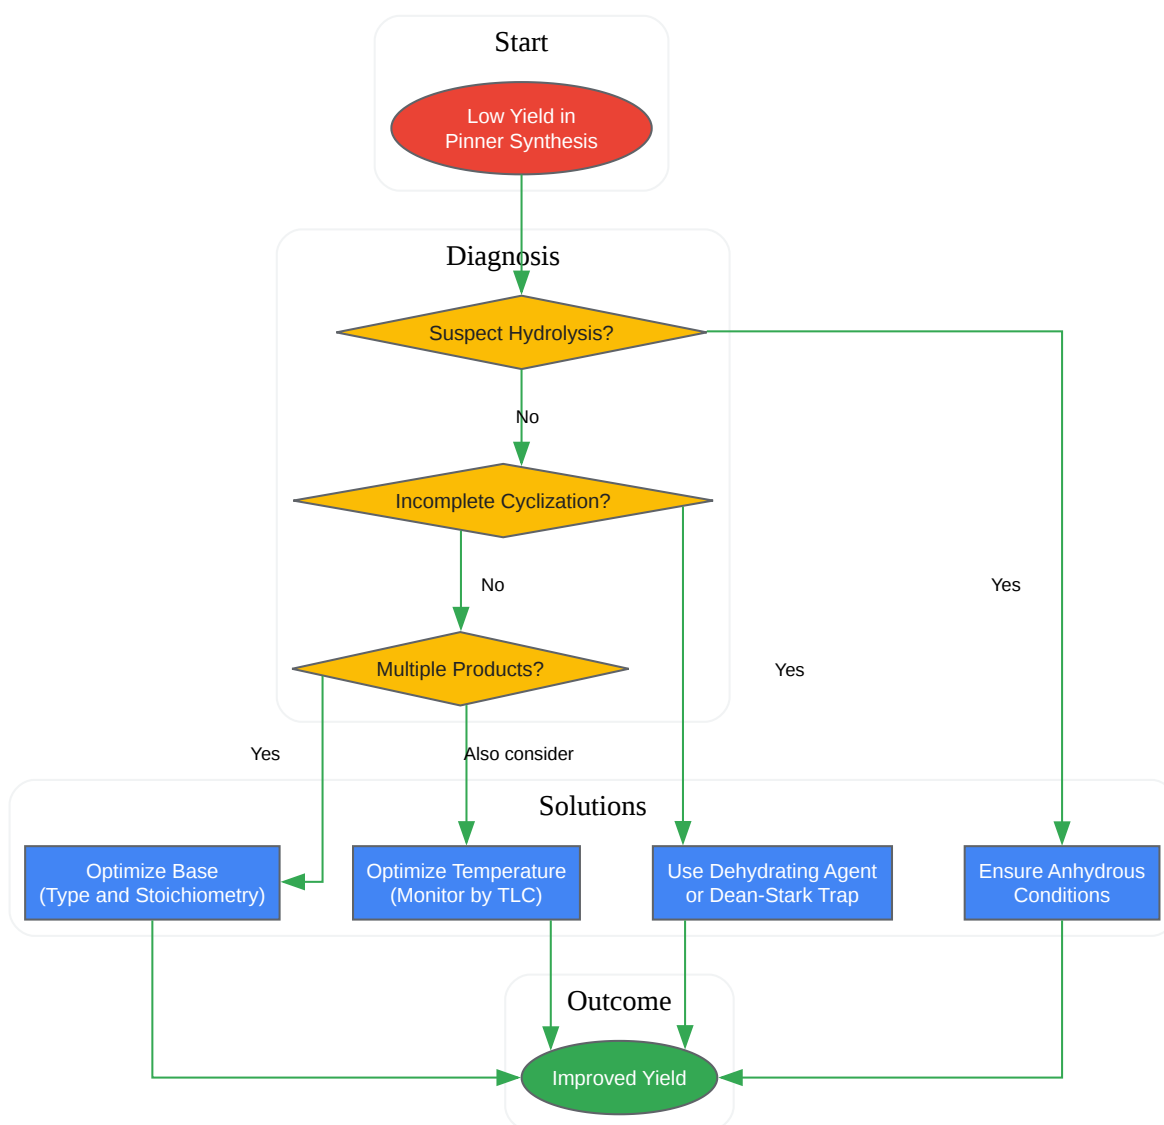 Start
Low Yield in
Pinner Synthesis
Diagnosis
Suspect Hydrolysis?
No
Incomplete Cyclization?
No
Yes
Multiple Products?
Yes
Yes
Also consider
Solutions
Optimize Base
(Type and Stoichiometry)
Optimize Temperature
(Monitor by TLC)
Use Dehydrating Agent
or Dean-Stark Trap
Ensure Anhydrous
Conditions
Outcome
Improved Yield